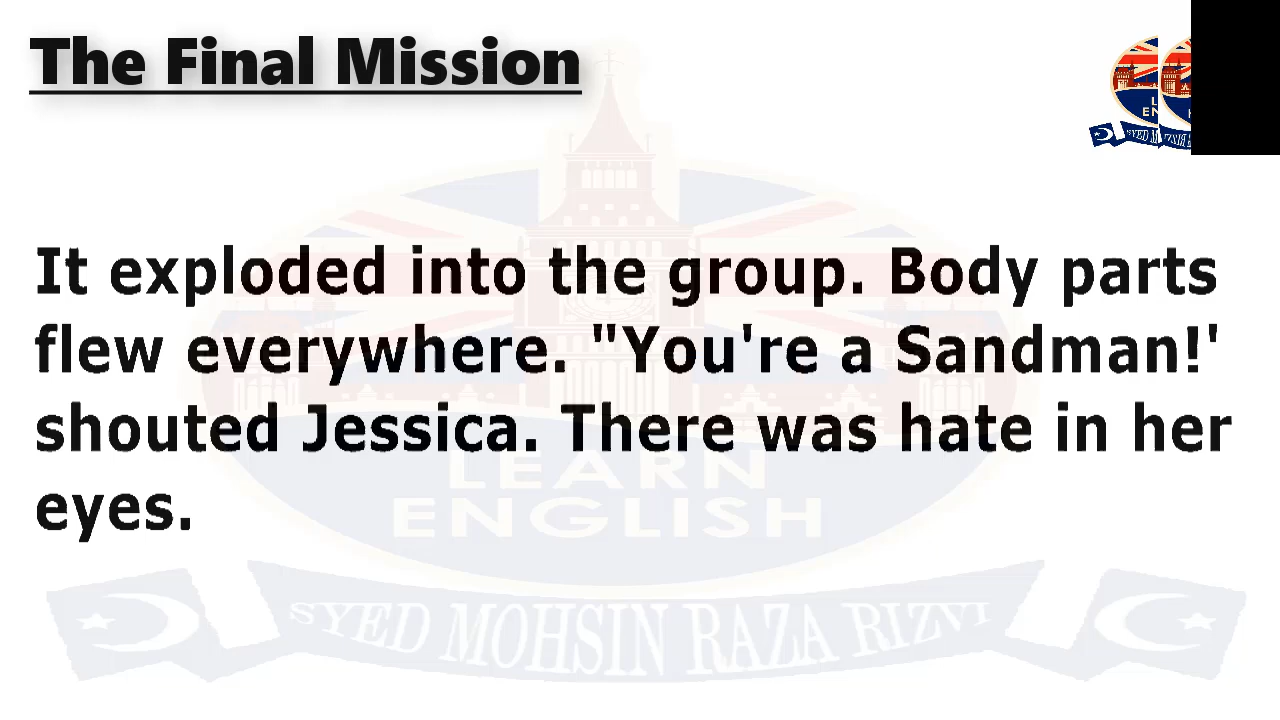 The Final Mission
It exploded into the group. Body parts
flew everywhere. "You're a Sandman!'
shouted Jessica. There was hate in her
eyes.
LEARN
ENGLISH
SYED MOHSIN RAZA RIZVI